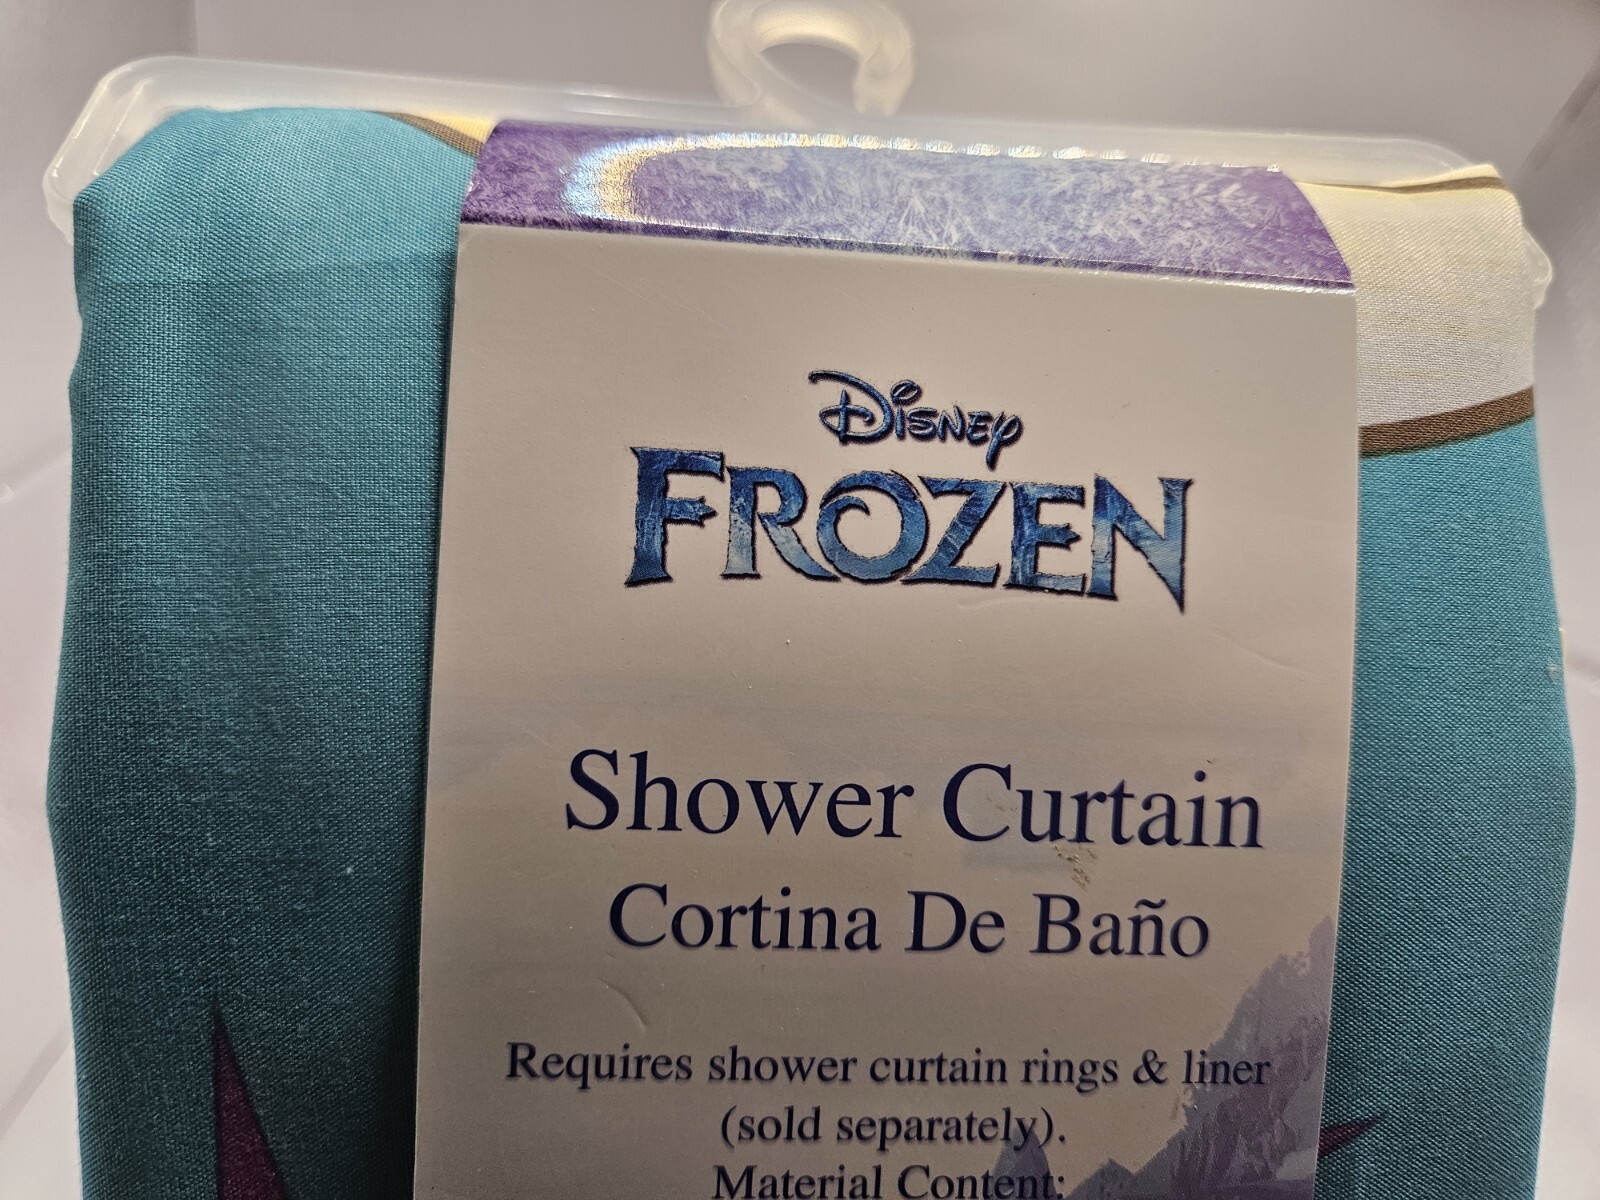 Disney
FROZEN
Shower Curtain
Cortina De Baño
Requires shower curtain rings & liner
(sold separately).
Material Content: